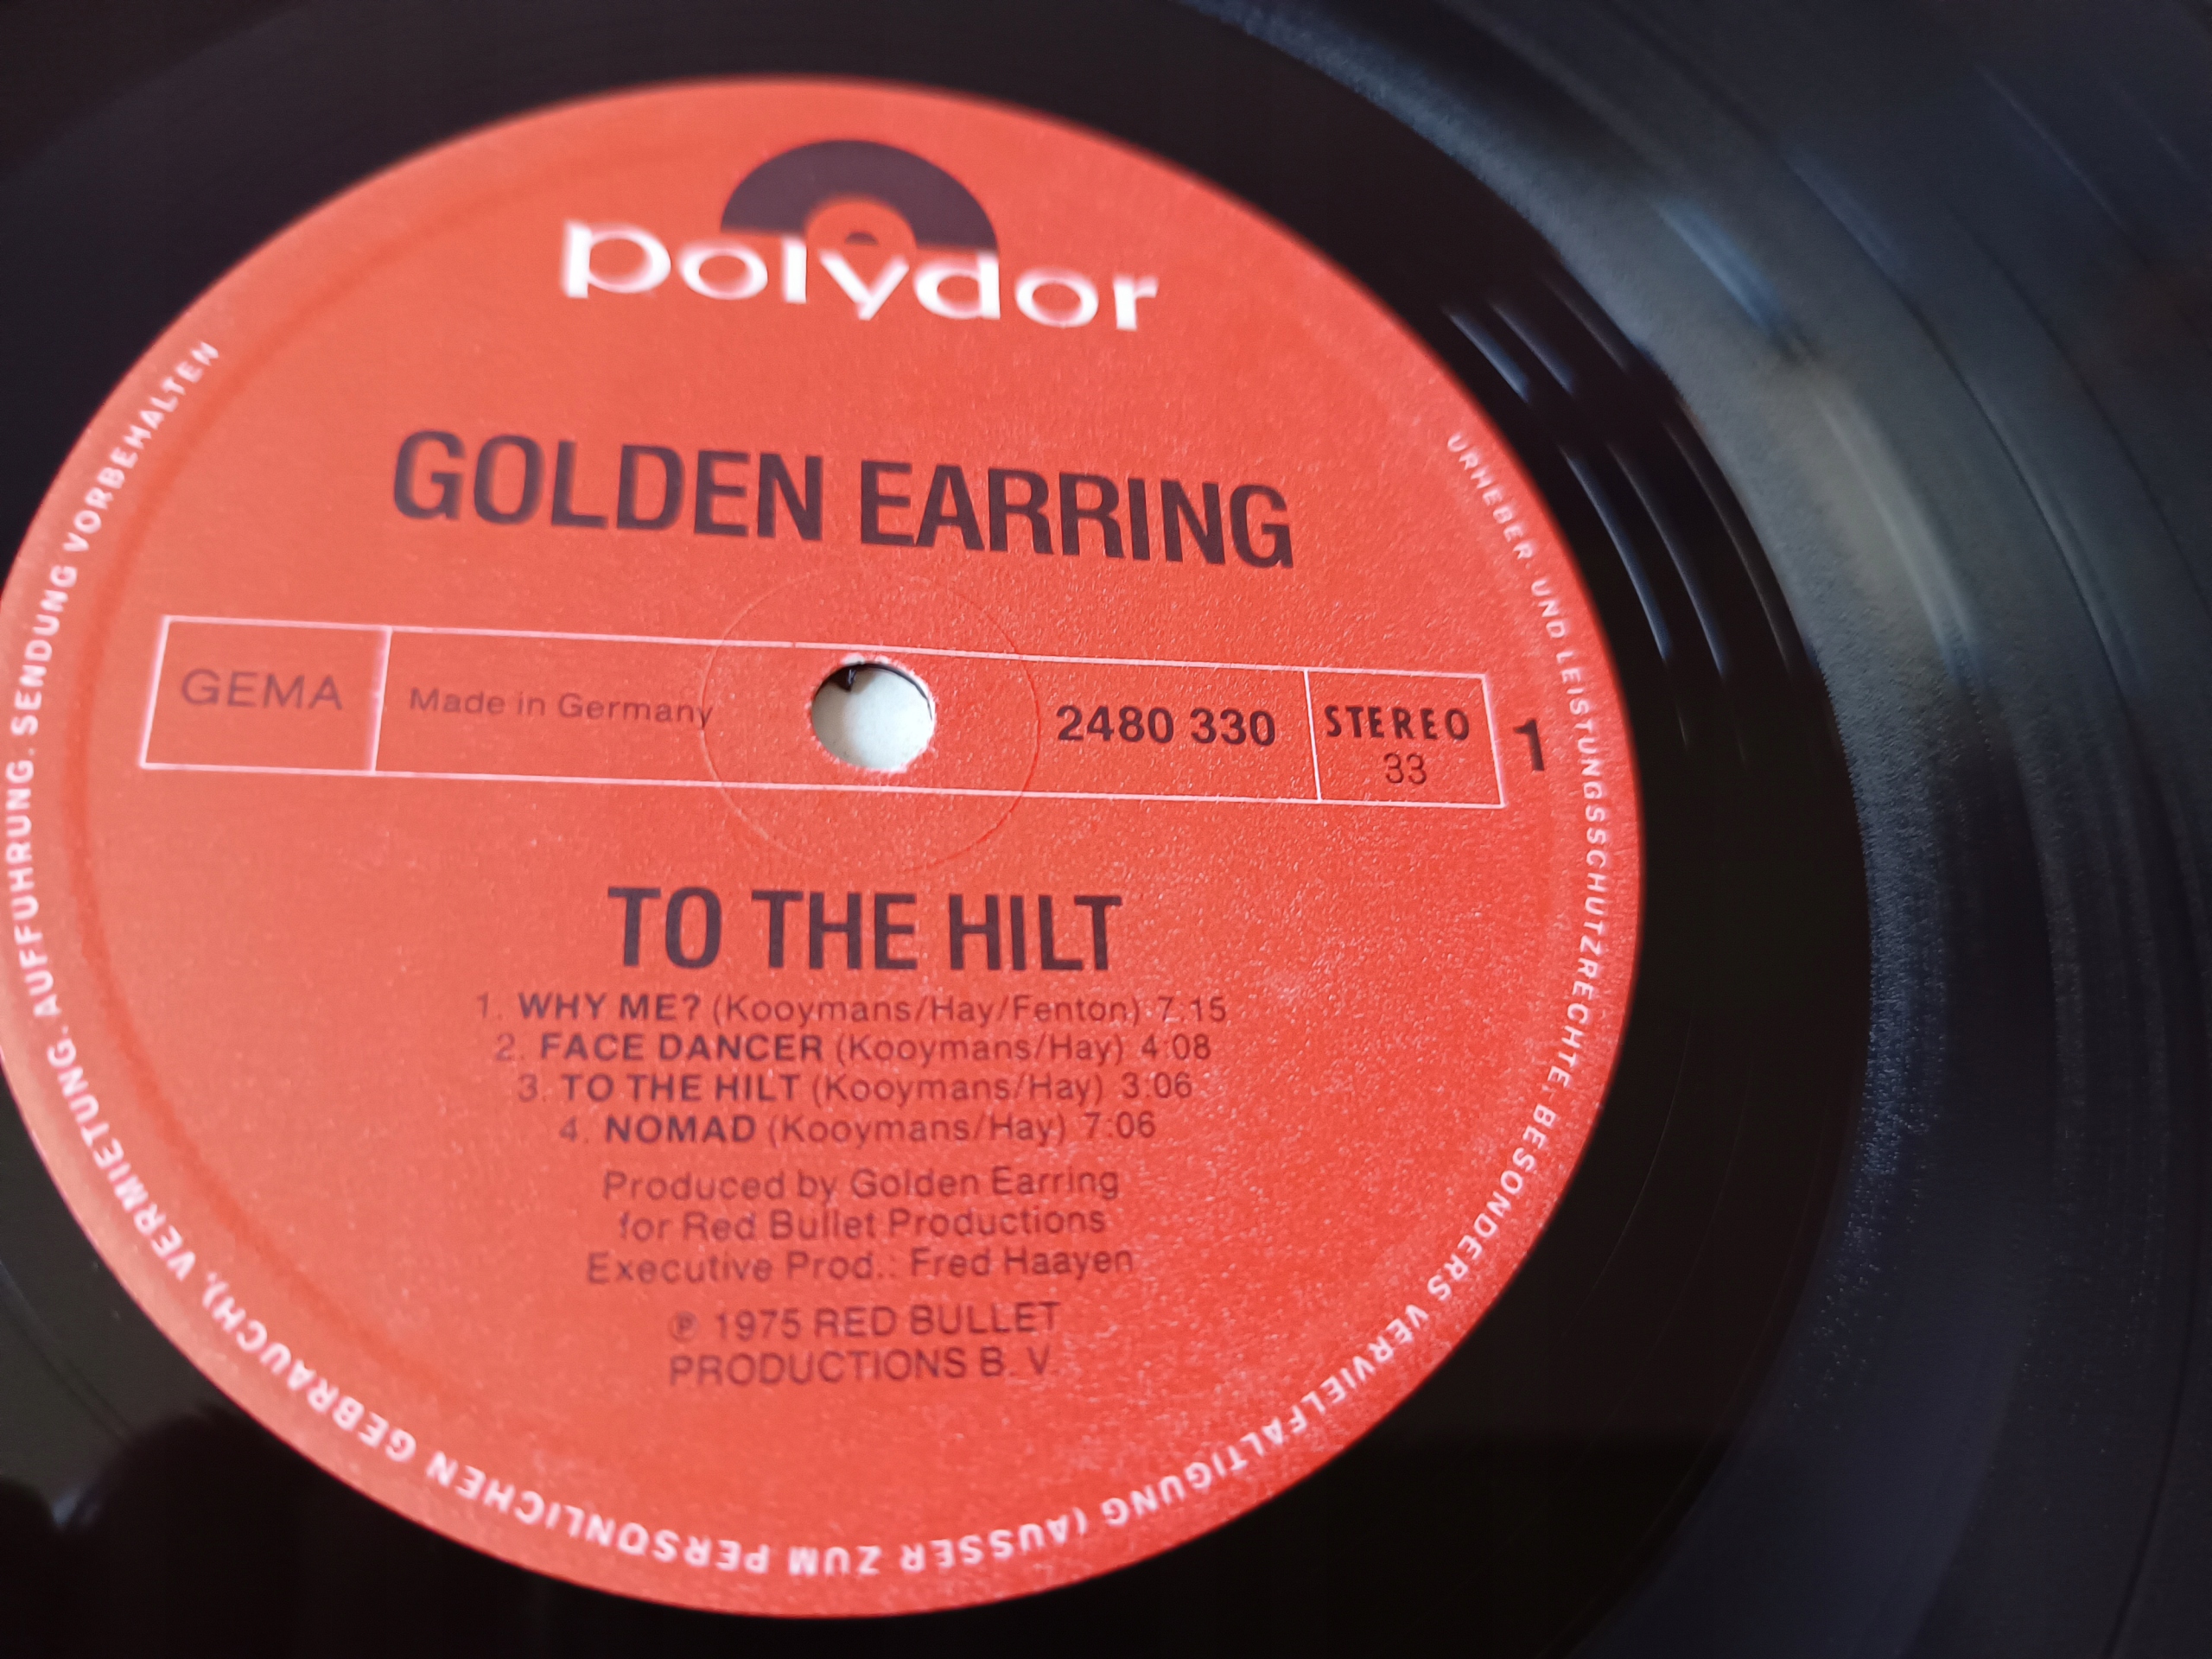 polydor
GOLDEN EARRING
GEMA
Made in Germany
2480 330
STEREO
33
1
TO THE HILT
1. WHY ME? (Kooymans/Hay/Fenton) 7:15
2. FACE DANCER (Kooymans/Hay) 4:08
3. TO THE HILT (Kooymans/Hay) 3:06
4. NOMAD (Kooymans/Hay) 7:06
Produced by Golden Earring
for Red Bullet Productions
Executive Prod.: Fred Haayen
℗ 1975 RED BULLET
PRODUCTIONS B. V.
URHEBER- UND LEISTUNGSSCHUTZRECHTE, BESONDERS VERVIELFÄLTIGUNG (AUSSER ZUM PERSÖNLICHEN GEBRAUCH), VERMIETUNG, AUFFÜHRUNG, SENDUNG VORBEHALTEN